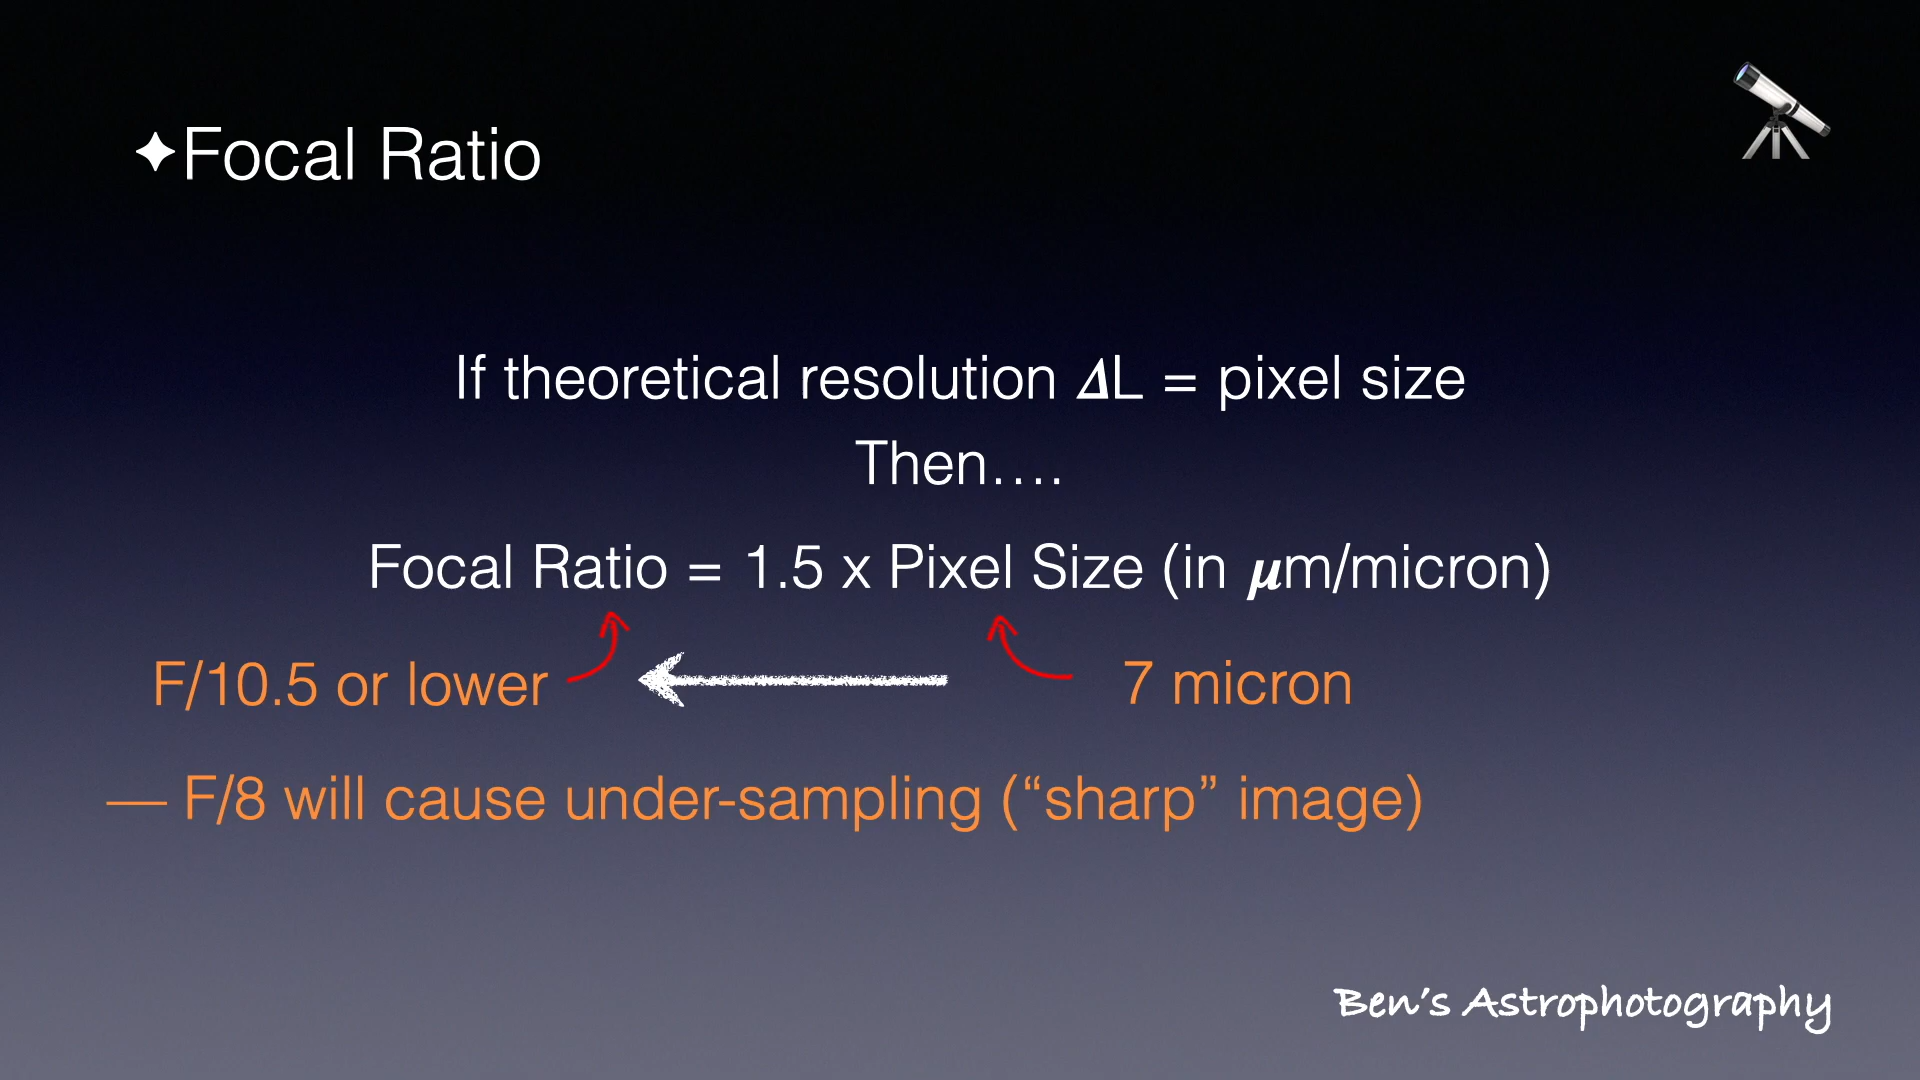 ✦Focal Ratio
If theoretical resolution ΔL = pixel size
Then....
Focal Ratio = 1.5 x Pixel Size (in μm/micron)
F/10.5 or lower
7 micron
— F/8 will cause under-sampling (“sharp” image)
Ben's Astrophotography